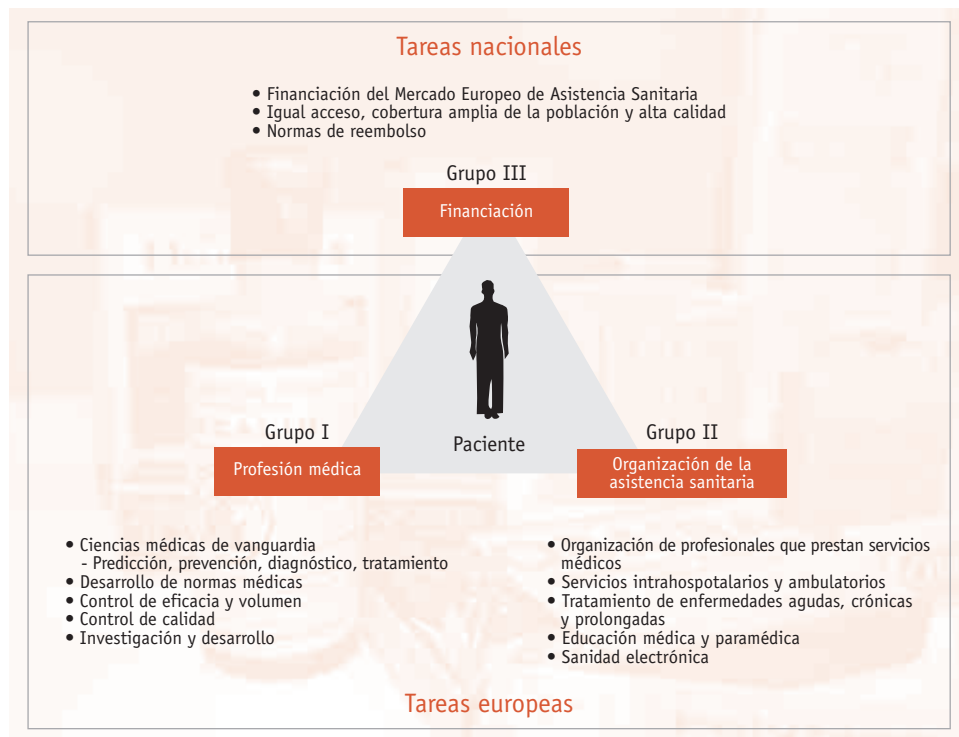 Tareas nacionales
• Financiación del Mercado Europeo de Asistencia Sanitaria
• Igual acceso, cobertura amplia de la población y alta calidad
• Normas de reembolso
Grupo III
Financiación
Paciente
Grupo I
Profesión médica
• Ciencias médicas de vanguardia
- Predicción, prevención, diagnóstico, tratamiento
• Desarrollo de normas médicas
• Control de eficacia y volumen
• Control de calidad
• Investigación y desarrollo
Grupo II
Organización de la
asistencia sanitaria
• Organización de profesionales que prestan servicios
médicos
• Servicios intrahospotalarios y ambulatorios
• Tratamiento de enfermedades agudas, crónicas
y prolongadas
• Educación médica y paramédica
• Sanidad electrónica
Tareas europeas